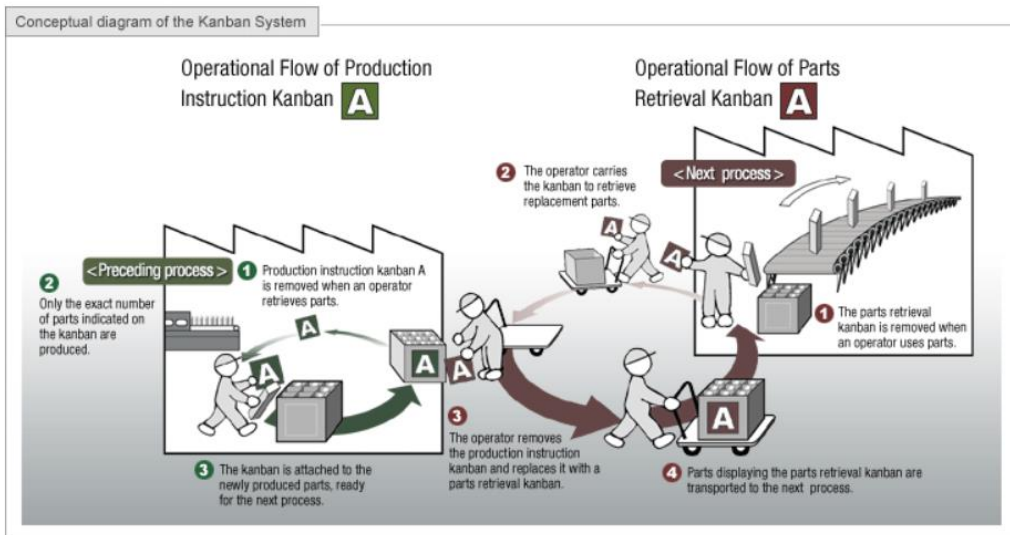 Conceptual diagram of the Kanban System
Operational Flow of Production
Instruction Kanban A
Operational Flow of Parts
Retrieval Kanban A
2 The operator carries
the kanban to retrieve
replacement parts.
< Next process >
A
A
1 The parts retrieval
kanban is removed when
an operator uses parts.
< Preceding process >
1 Production instruction kanban A
is removed when an operator
retrieves parts.
2
Only the exact number
of parts indicated on
the kanban are
produced.
A
A
A
A
3
The operator removes
the production instruction
kanban and replaces it with a
parts retrieval kanban.
A
3 The kanban is attached to the
newly produced parts, ready
for the next process.
4 Parts displaying the parts retrieval kanban are
transported to the next process.